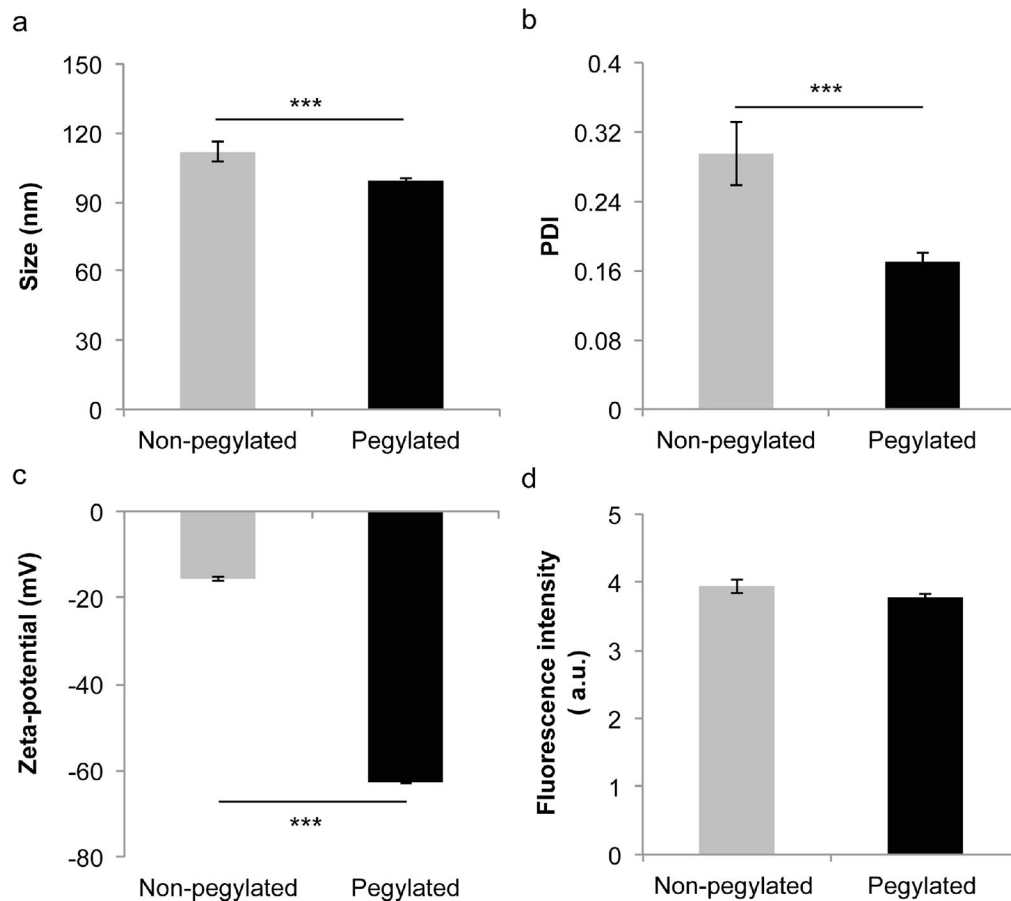 a
150
120
90
60
30
0
Size (nm)
***
Non-pegylated
Pegylated
b
0.4
0.32
0.24
0.16
0.08
0
PDI
***
Non-pegylated
Pegylated
c
0
-20
-40
-60
-80
Zeta-potential (mV)
***
Non-pegylated
Pegylated
d
5
4
3
2
1
0
Fluorescence intensity
( a.u.)
Non-pegylated
Pegylated